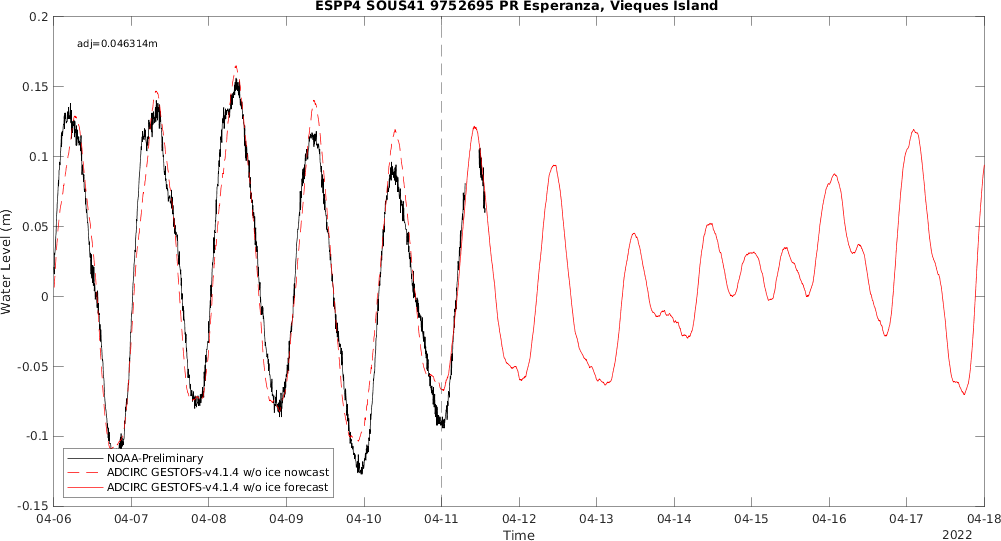 ESPP4 SOUS41 9752695 PR Esperanza, Vieques Island
adj=0.046314m
0.2
0.15
0.1
0.05
0
-0.05
-0.1
-0.15
Water Level (m)
NOAA-Preliminary
ADCIRC GESTOFS-v4.1.4 w/o ice nowcast
ADCIRC GESTOFS-v4.1.4 w/o ice forecast
04-06 04-07 04-08 04-09 04-10 04-11 04-12 04-13 04-14 04-15 04-16 04-17 04-18
Time
2022